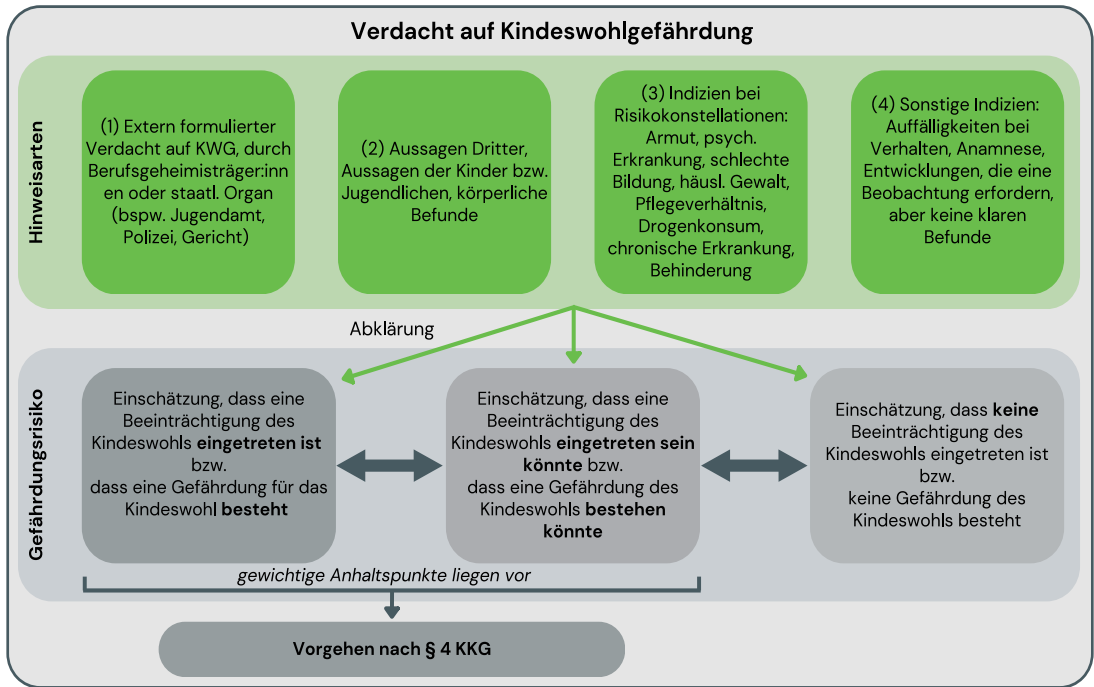 Verdacht auf Kindeswohlgefährdung
Hinweisarten
(1) Extern formulierter
Verdacht auf KWG, durch
Berufsgeheimisträger:inn
en oder staatl. Organ
(bspw. Jugendamt,
Polizei, Gericht)
(2) Aussagen Dritter,
Aussagen der Kinder bzw.
Jugendlichen, körperliche
Befunde
(3) Indizien bei
Risikokonstellationen:
Armut, psych.
Erkrankung, schlechte
Bildung, häusl. Gewalt,
Pflegeverhältnis,
Drogenkonsum,
chronische Erkrankung,
Behinderung
(4) Sonstige Indizien:
Auffälligkeiten bei
Verhalten, Anamnese,
Entwicklungen, die eine
Beobachtung erfordern,
aber keine klaren
Befunde
Abklärung
Gefährdungsrisiko
Einschätzung, dass eine
Beeinträchtigung des
Kindeswohls eingetreten ist
bzw.
dass eine Gefährdung für das
Kindeswohl besteht
Einschätzung, dass eine
Beeinträchtigung des
Kindeswohls eingetreten sein
könnte bzw.
dass eine Gefährdung des
Kindeswohls bestehen
könnte
Einschätzung, dass keine
Beeinträchtigung des
Kindeswohls eingetreten ist
bzw.
keine Gefährdung des
Kindeswohls besteht
gewichtige Anhaltspunkte liegen vor
Vorgehen nach § 4 KKG